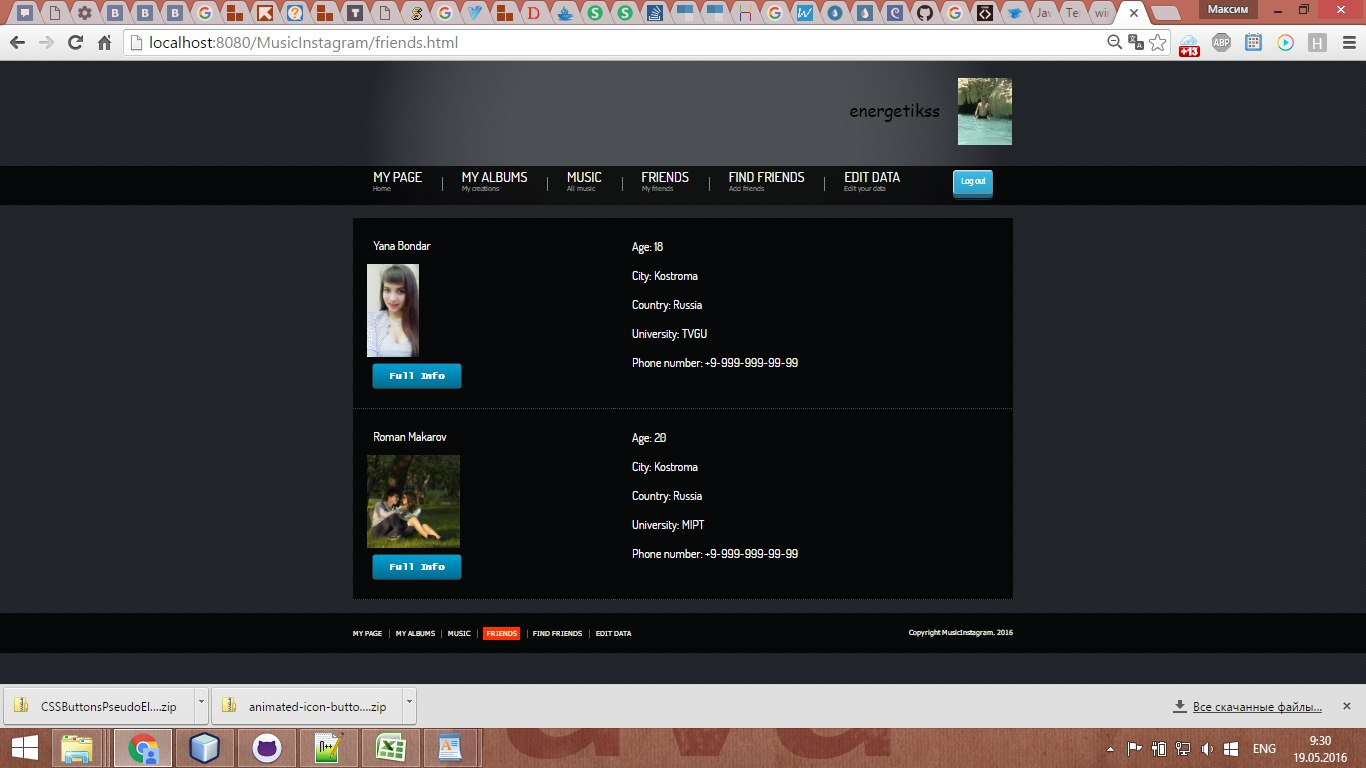 Ja
Te
wi
Максим
localhost:8080/MusicInstagram/friends.html
+13
ABP
H
energetikss
MY PAGE
Home
MY ALBUMS
My creations
MUSIC
All music
FRIENDS
My friends
FIND FRIENDS
Add friends
EDIT DATA
Edit your data
Log out
Yana Bondar
Age: 18
City: Kostroma
Country: Russia
University: TVGU
Phone number: +9-999-999-99-99
Full Info
Roman Makarov
Age: 20
City: Kostroma
Country: Russia
University: MIPT
Phone number: +9-999-999-99-99
Full Info
MY PAGE | MY ALBUMS | MUSIC | FRIENDS | FIND FRIENDS | EDIT DATA
Copyright MusicInstagram. 2016
CSSButtonsPseudoEl....zip
animated-icon-butto....zip
Все скачанные файлы...
ENG
9:30
19.05.2016